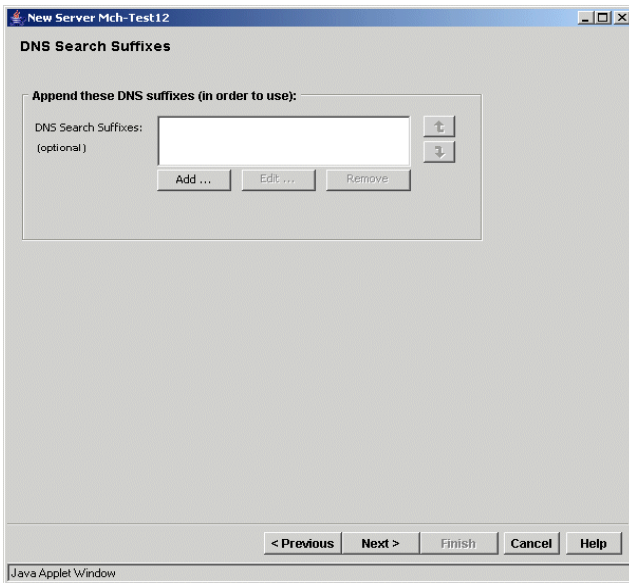 New Server Mch-Test12
DNS Search Suffixes
Append these DNS suffixes (in order to use):
DNS Search Suffixes:
(optional)
Add ... Edit ... Remove
< Previous Next > Finish Cancel Help
Java Applet Window